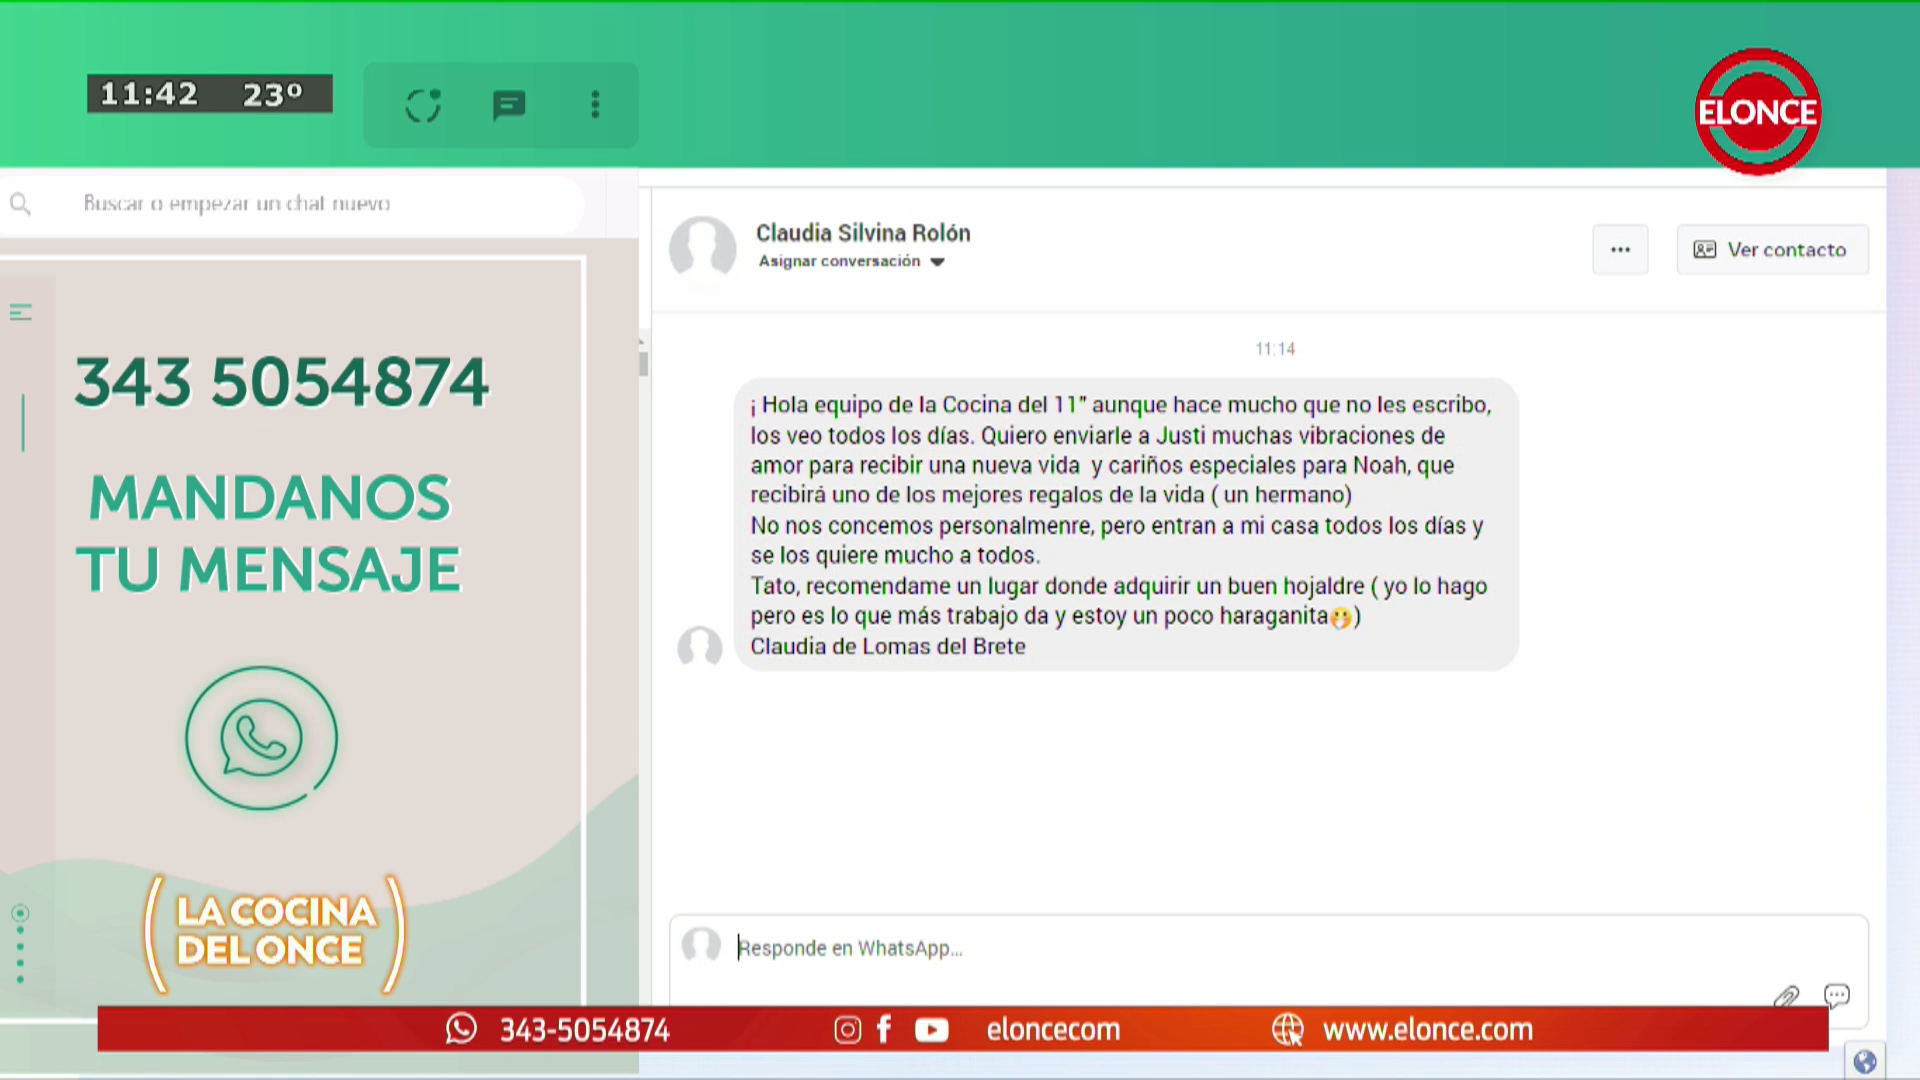 11:42 23º
ELONCE
Buscar o empezar un chat nuevo
343 5054874
MANDANOS
TU MENSAJE
LA COCINA
DEL ONCE
Claudia Silvina Rolón
Asignar conversación
Ver contacto
11:14
¡ Hola equipo de la Cocina del 11" aunque hace mucho que no les escribo,
los veo todos los días. Quiero enviarle a Justi muchas vibraciones de
amor para recibir una nueva vida y cariños especiales para Noah, que
recibirá uno de los mejores regalos de la vida ( un hermano)
No nos concemos personalmenre, pero entran a mi casa todos los días y
se los quiere mucho a todos.
Tato, recomendame un lugar donde adquirir un buen hojaldre ( yo lo hago
pero es lo que más trabajo da y estoy un poco haraganita🤭)
Claudia de Lomas del Brete
Responde en WhatsApp...
343-5054874 eloncecom www.elonce.com